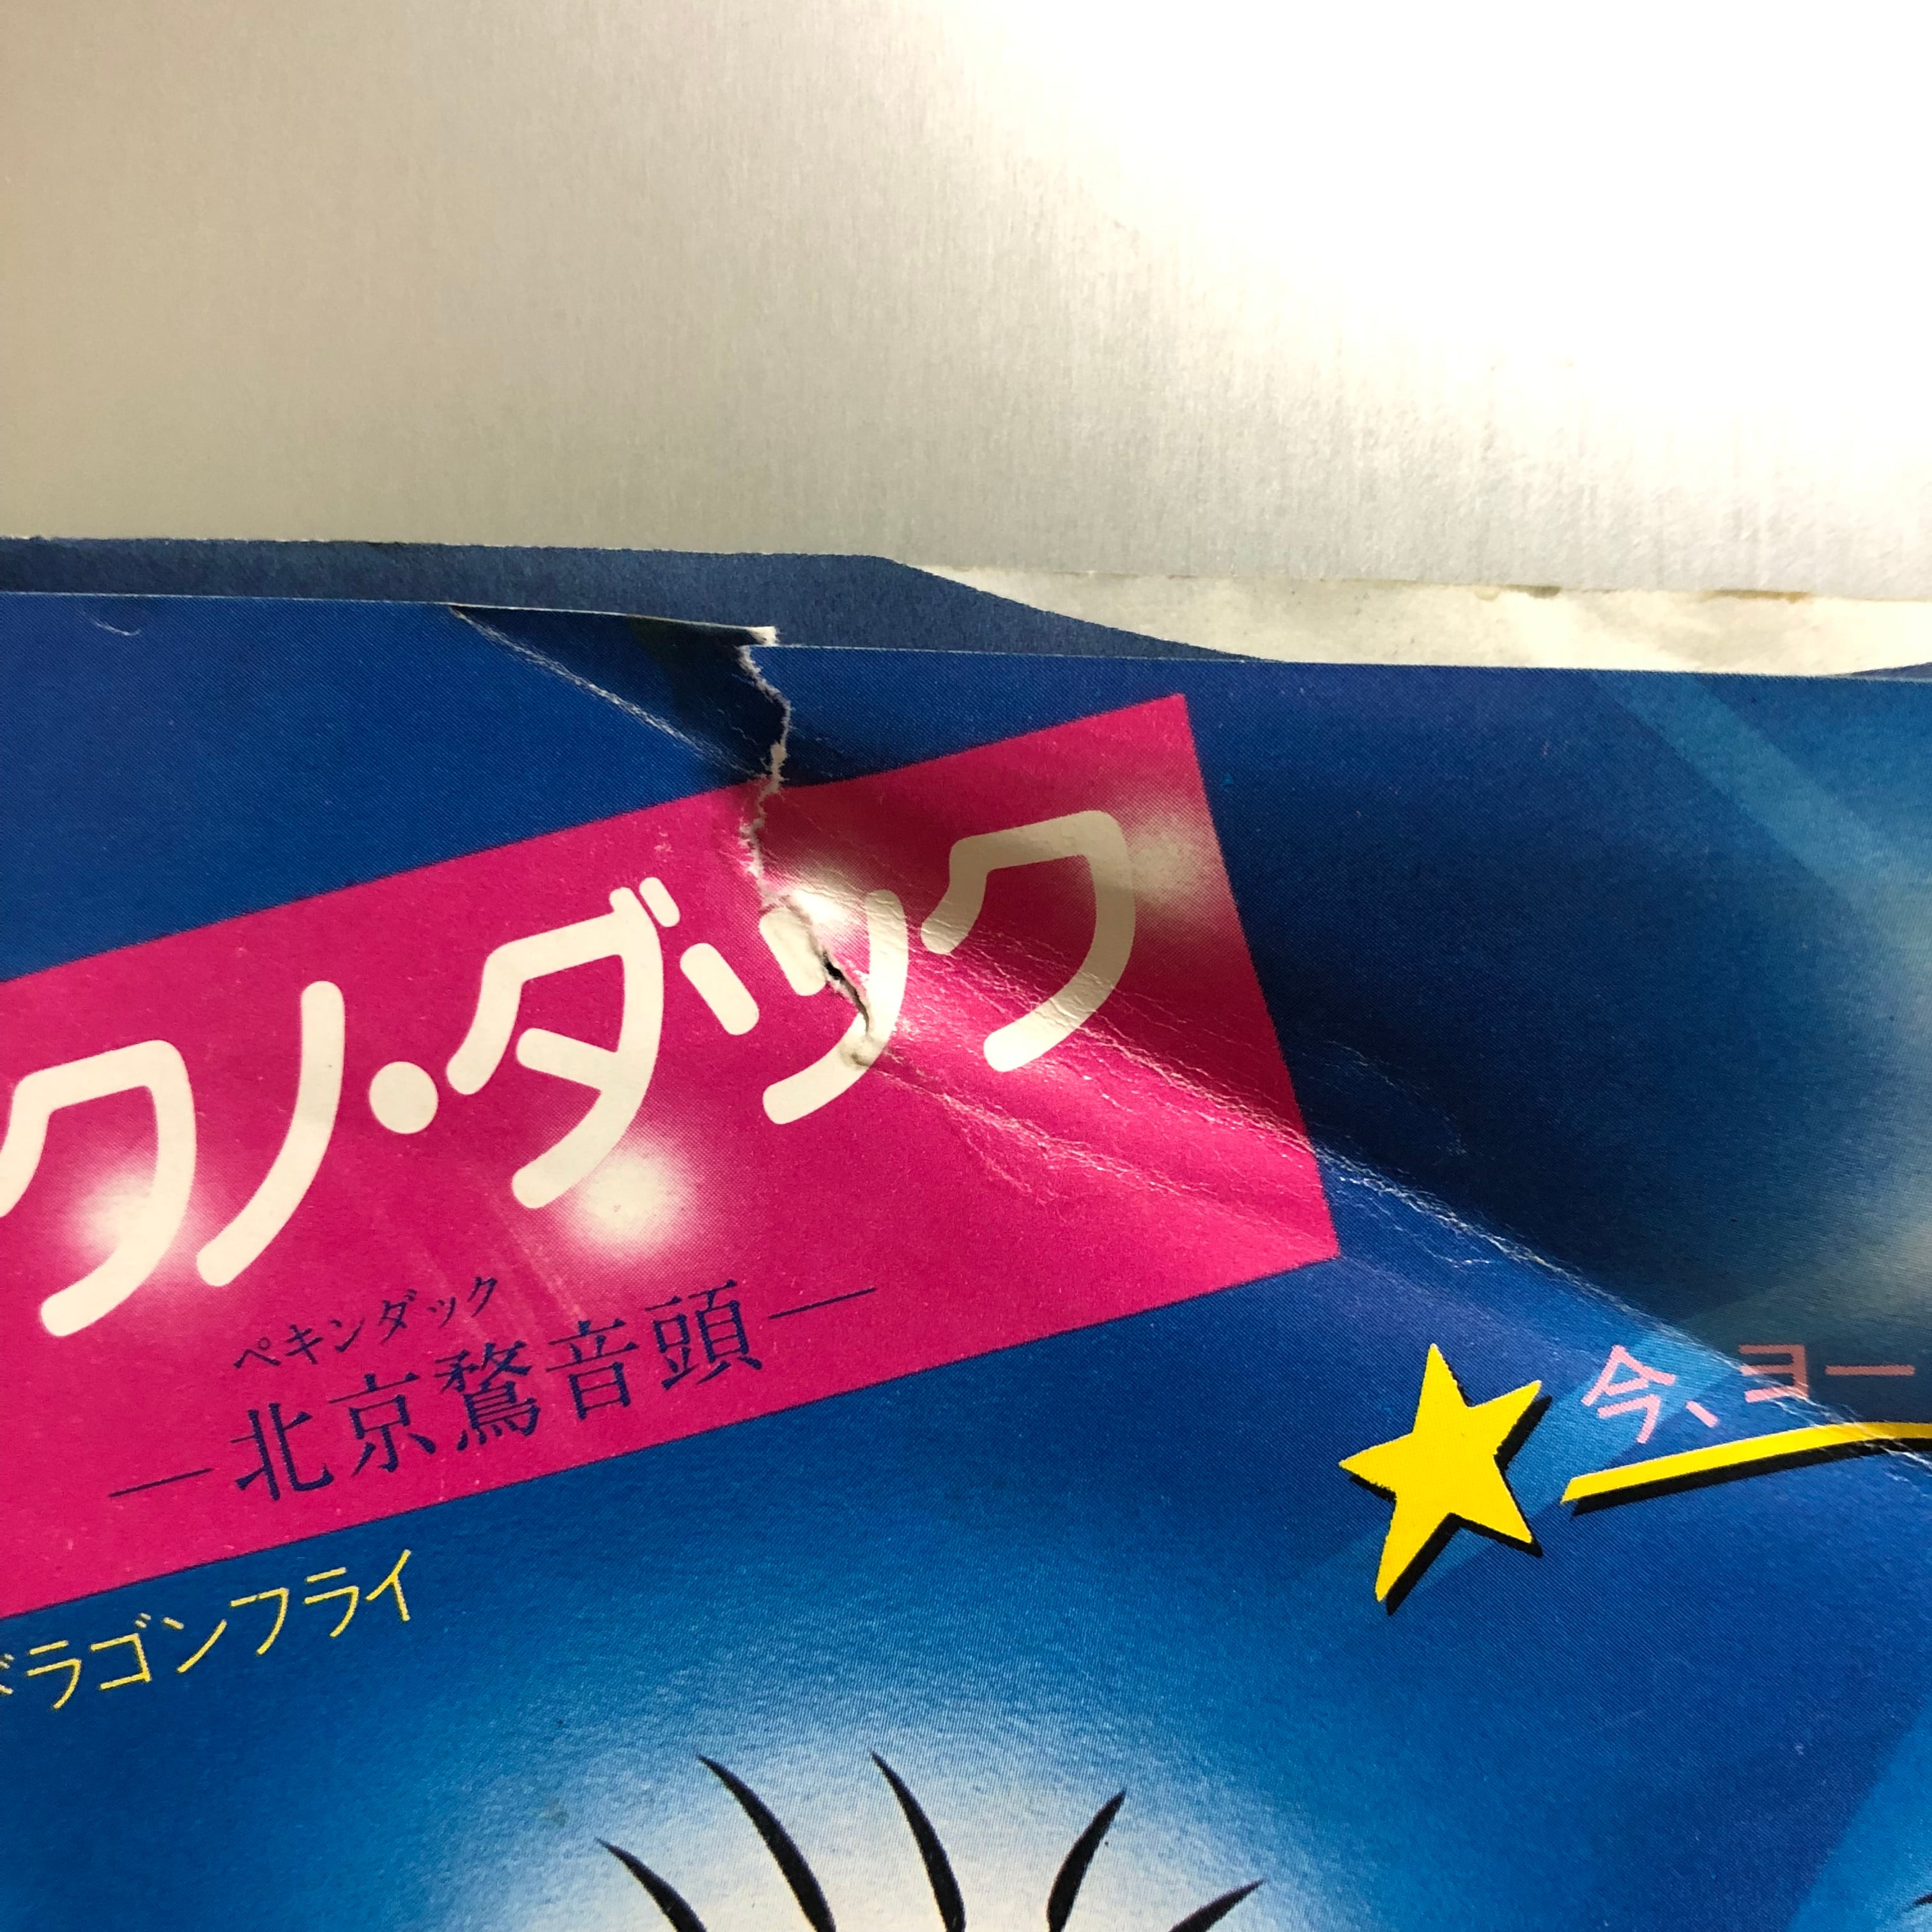 クノ・ダック
ペキンダック
―北京鶩音頭―
ドラゴンフライ
今、ヨー